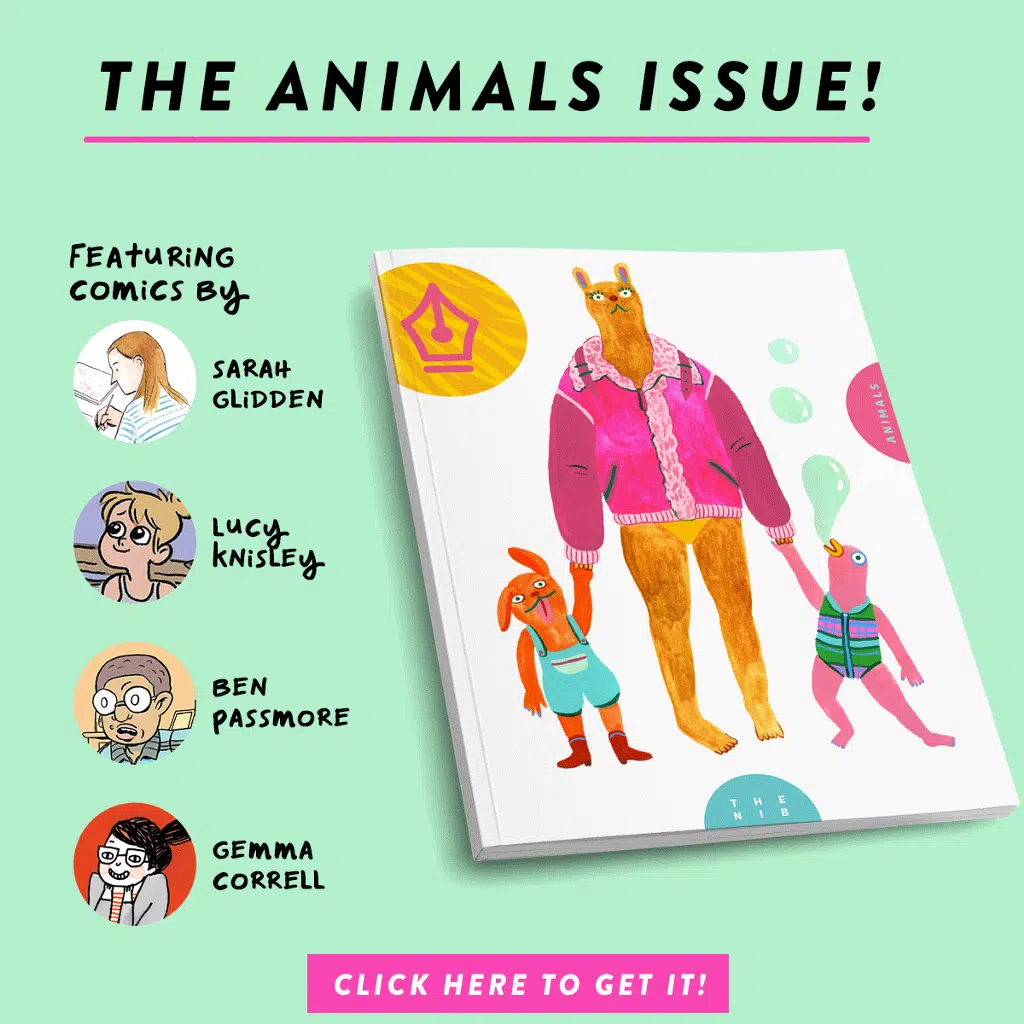 THE ANIMALS ISSUE!
FEATURING
COMICS BY
SARAH
GLIDDEN
LUCY
KNISLEY
BEN
PASSMORE
GEMMA
CORRELL
ANIMALS
THE
NIB
CLICK HERE TO GET IT!